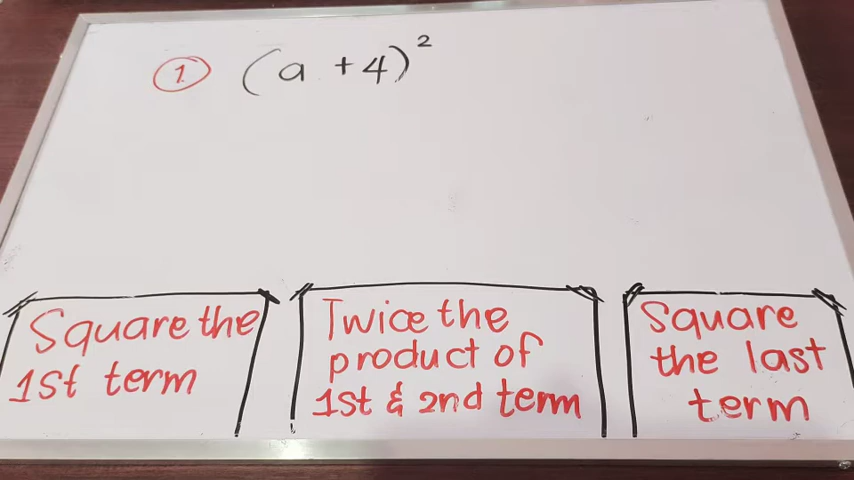 ① (a + 4)²
Square the
1st term
Twice the
product of
1st & 2nd term
Square
the last
term